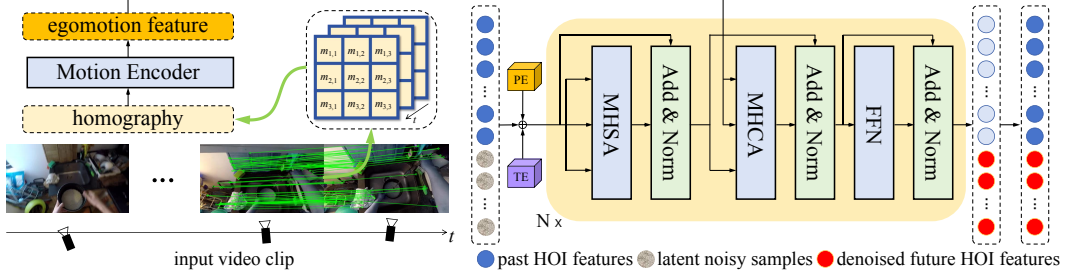 egomotion feature
Motion Encoder
homography
m1,1 m1,2 m1,3
m2,1 m2,2 m2,3
m3,1 m3,2 m3,3
t
...
t
input video clip
PE
TE
MHSA
Add & Norm
MHCA
Add & Norm
FFN
Add & Norm
N ×
past HOI features
latent noisy samples
denoised future HOI features